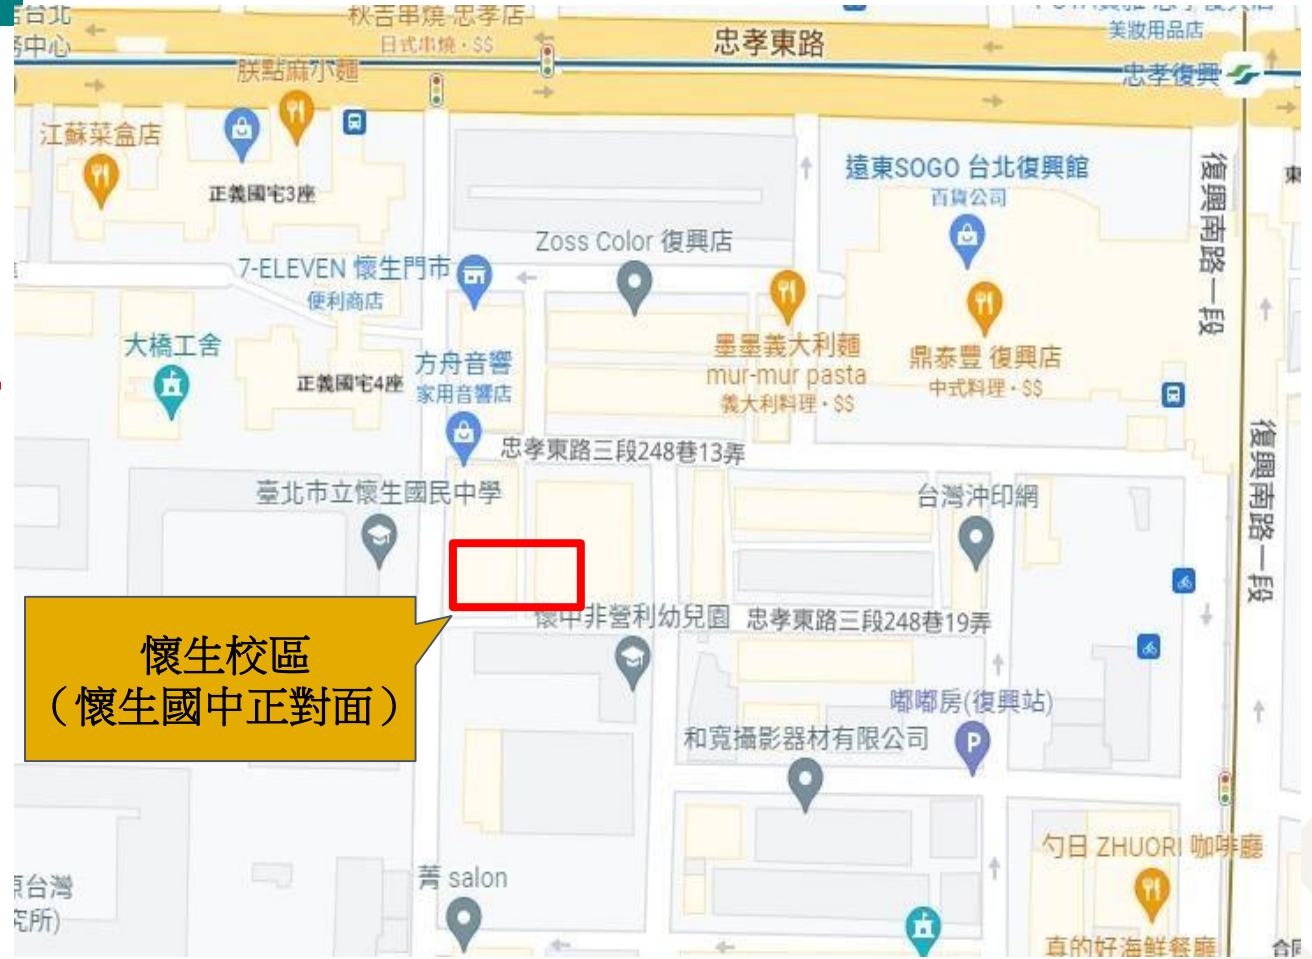 秋吉串燒 忠孝店
日式串燒・$$
忠孝東路
美妝用品店
忠孝復興
朕點麻小麵
江蘇菜盒店
正義國宅3座
遠東SOGO 台北復興館
百貨公司
復興南路一段
Zoss Color 復興店
7-ELEVEN 懷生門市
便利商店
大橋工舍
正義國宅4座
方舟音響
家用音響店
墨墨義大利麵
mur-mur pasta
義大利料理・$$
鼎泰豐 復興店
中式料理・$$
忠孝東路三段248巷13弄
復興南路一段
臺北市立懷生國民中學
台灣沖印網
懷中非營利幼兒園
忠孝東路三段248巷19弄
懷生校區
（懷生國中正對面）
嘟嘟房(復興站)
P
和寬攝影器材有限公司
勺日 ZHUORI 咖啡廳
菁 salon
真的好海鮮餐廳